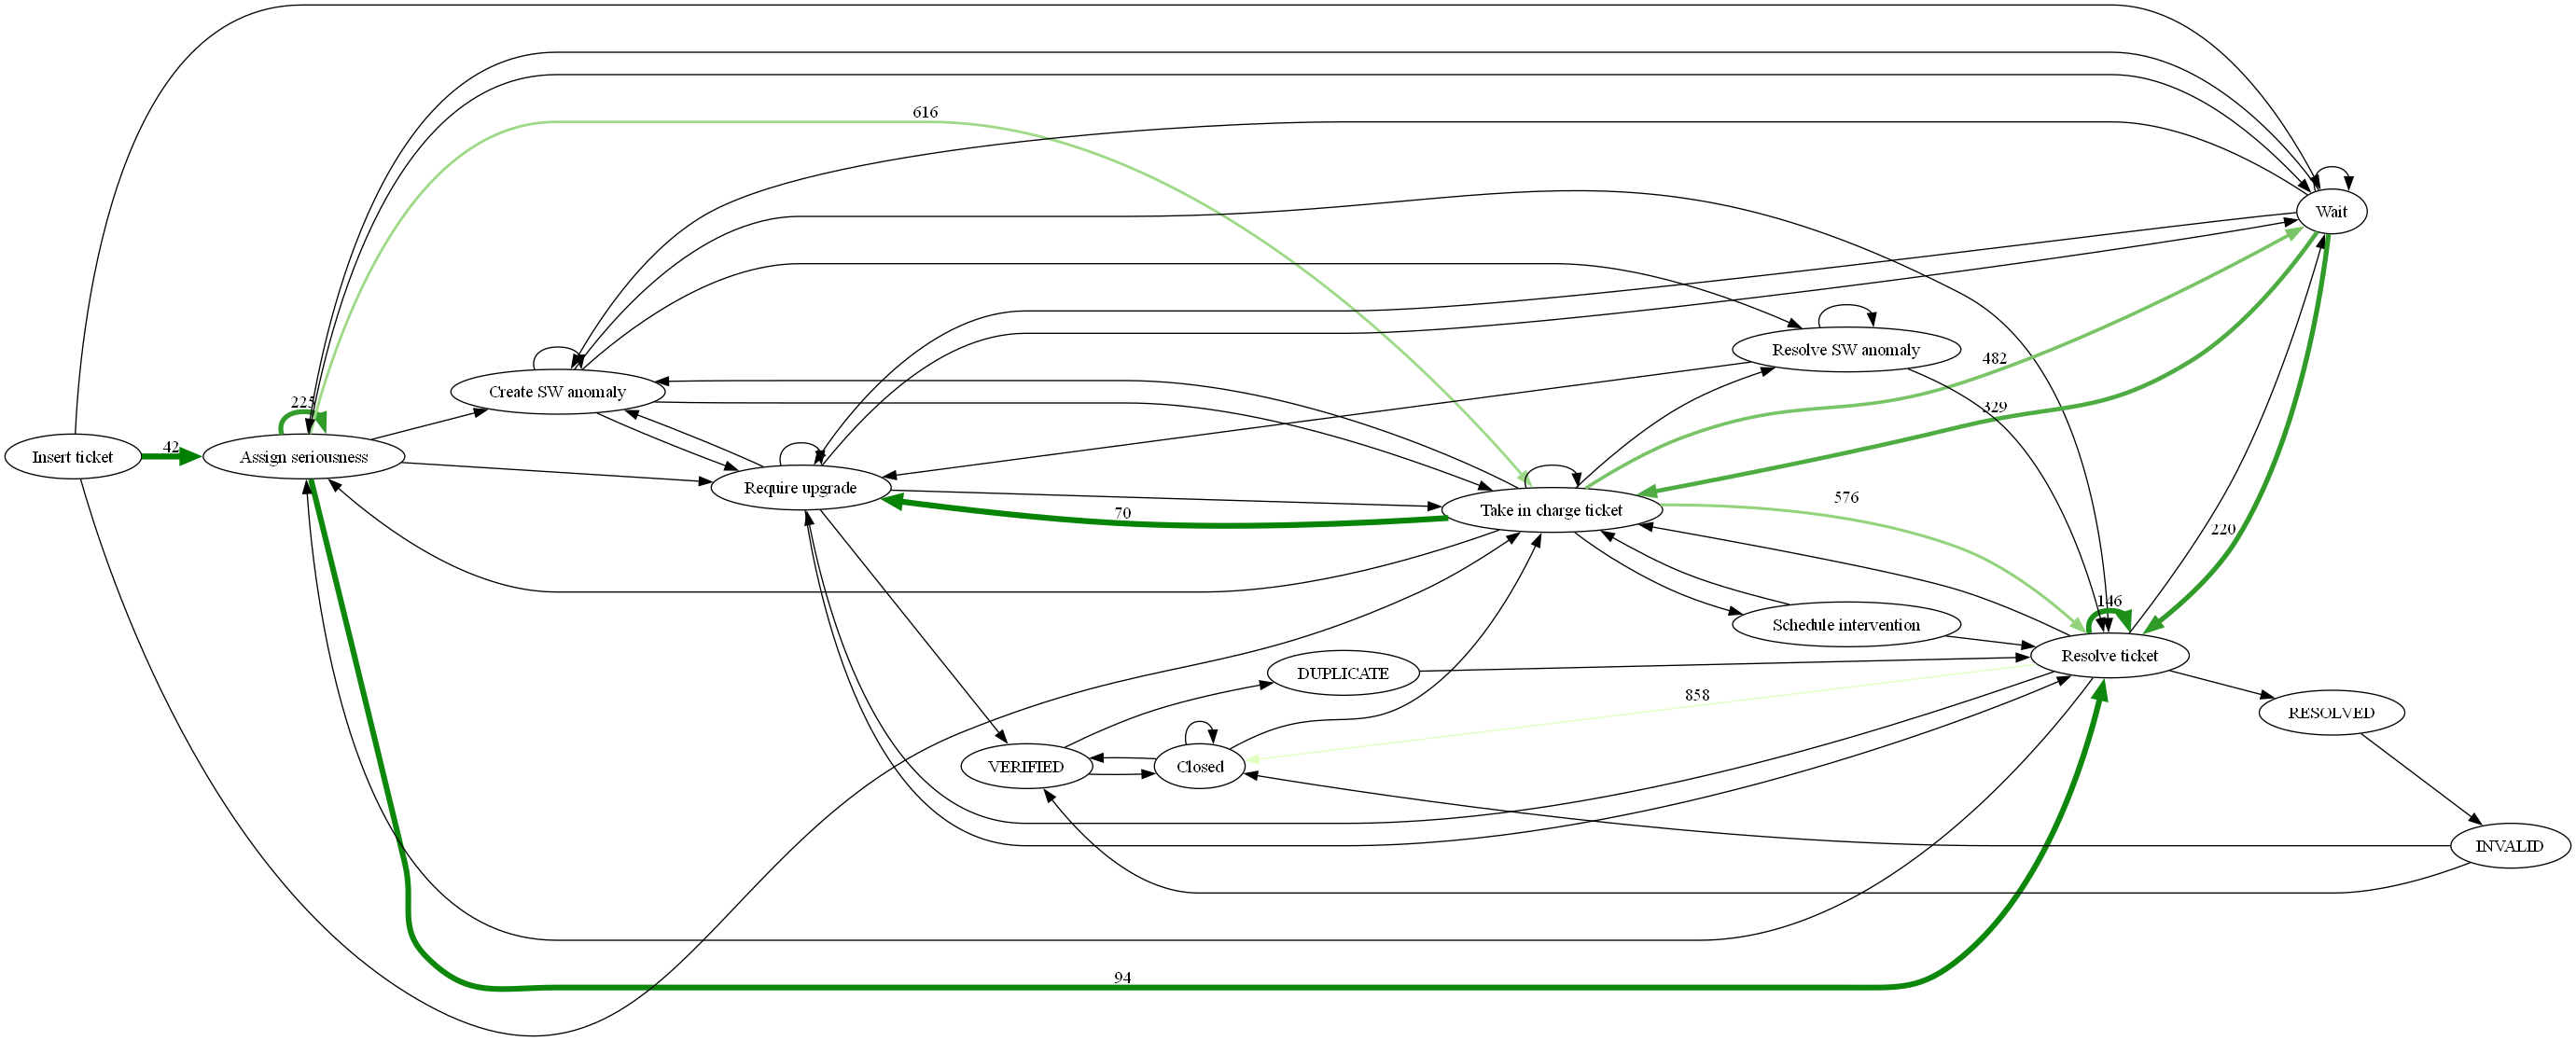 616
Wait
482
Resolve SW anomaly
329
Create SW anomaly
225
42
Insert ticket
Assign seriousness
Require upgrade
70
Take in charge ticket
576
220
146
Schedule intervention
Resolve ticket
DUPLICATE
858
RESOLVED
VERIFIED
Closed
INVALID
94